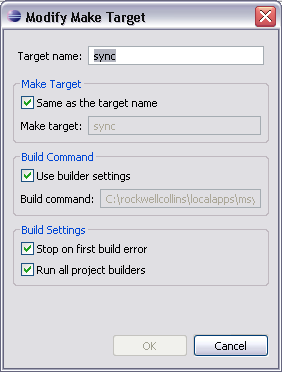 Modify Make Target
Target name: sync
Make Target
Same as the target name
Make target: sync
Build Command
Use builder settings
Build command: C:\rockwellcollins\localapps\msy
Build Settings
Stop on first build error
Run all project builders
OK Cancel